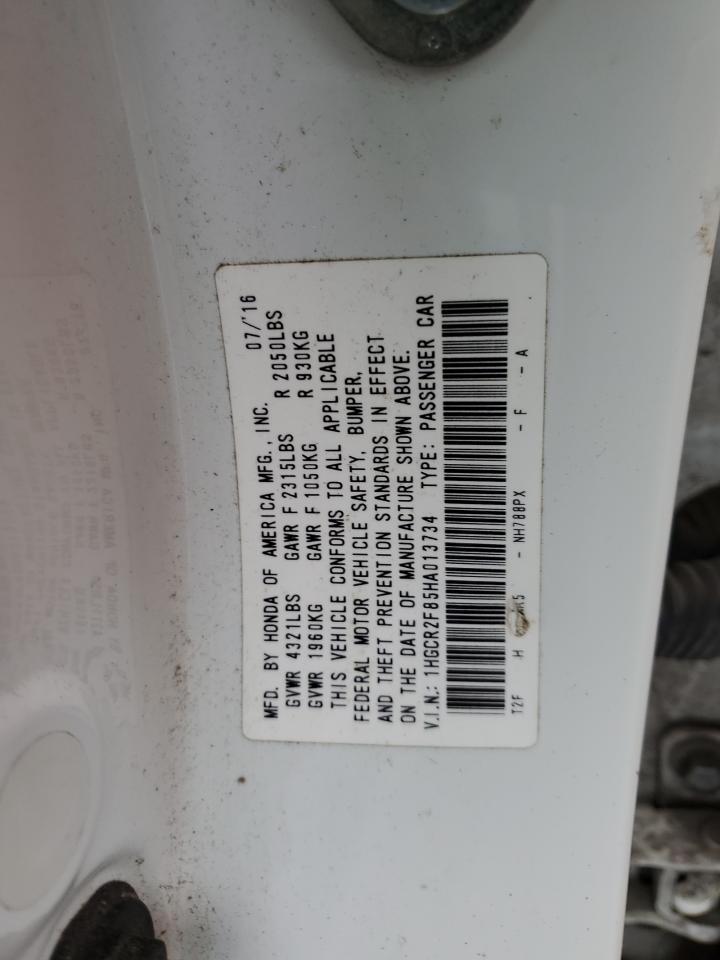 MFD. BY HONDA OF AMERICA MFG., INC. 07/'16
GVWR 4321LBS GAWR F 2315LBS R 2050LBS
GVWR 1960KG GAWR F 1050KG R 930KG
THIS VEHICLE CONFORMS TO ALL APPLICABLE
FEDERAL MOTOR VEHICLE SAFETY, BUMPER,
AND THEFT PREVENTION STANDARDS IN EFFECT
ON THE DATE OF MANUFACTURE SHOWN ABOVE.
V.I.N.: 1HGCR2F85HA013734 TYPE: PASSENGER CAR
T2F H - NH788PX - F - A